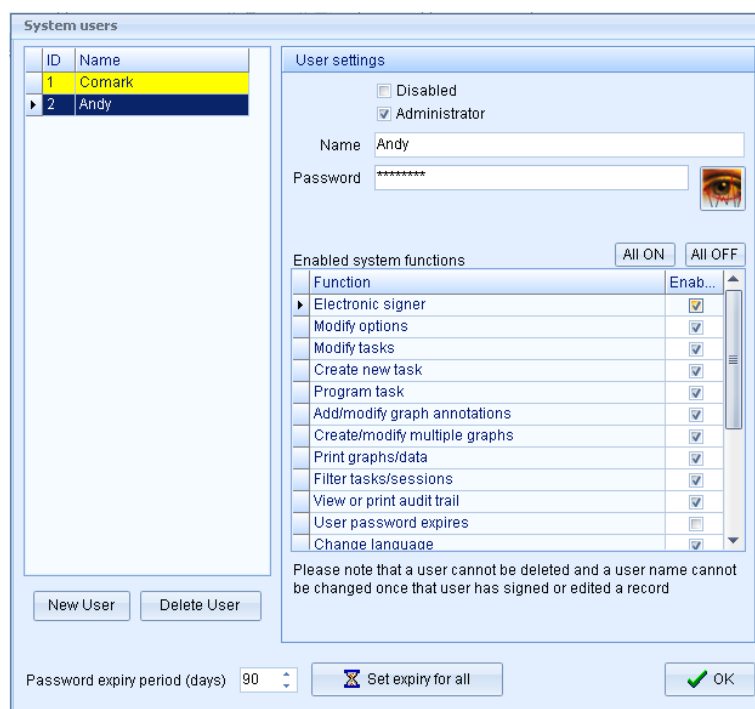 System users
ID Name
1 Comark
2 Andy
New User
Delete User
User settings
Disabled
Administrator
Name Andy
Password ********
Enabled system functions
All ON
All OFF
Function Enab...
Electronic signer
Modify options
Modify tasks
Create new task
Program task
Add/modify graph annotations
Create/modify multiple graphs
Print graphs/data
Filter tasks/sessions
View or print audit trail
User password expires
Change language
Please note that a user cannot be deleted and a user name cannot
be changed once that user has signed or edited a record
Password expiry period (days) 90
Set expiry for all
OK